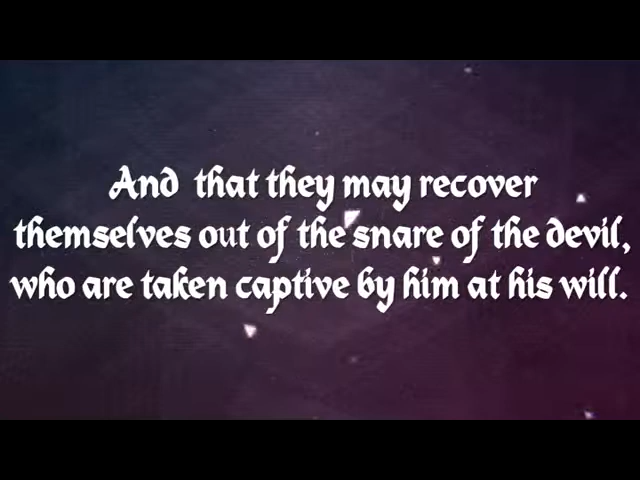 And that they may recover
themselves out of the snare of the devil,
who are taken captive by him at his will.